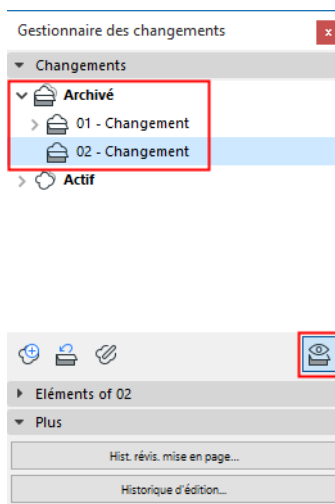 Gestionnaire des changements
x
Changements
Archivé
01 - Changement
02 - Changement
Actif
Eléments of 02
Plus
Hist. révis. mise en page...
Historique d'édition...